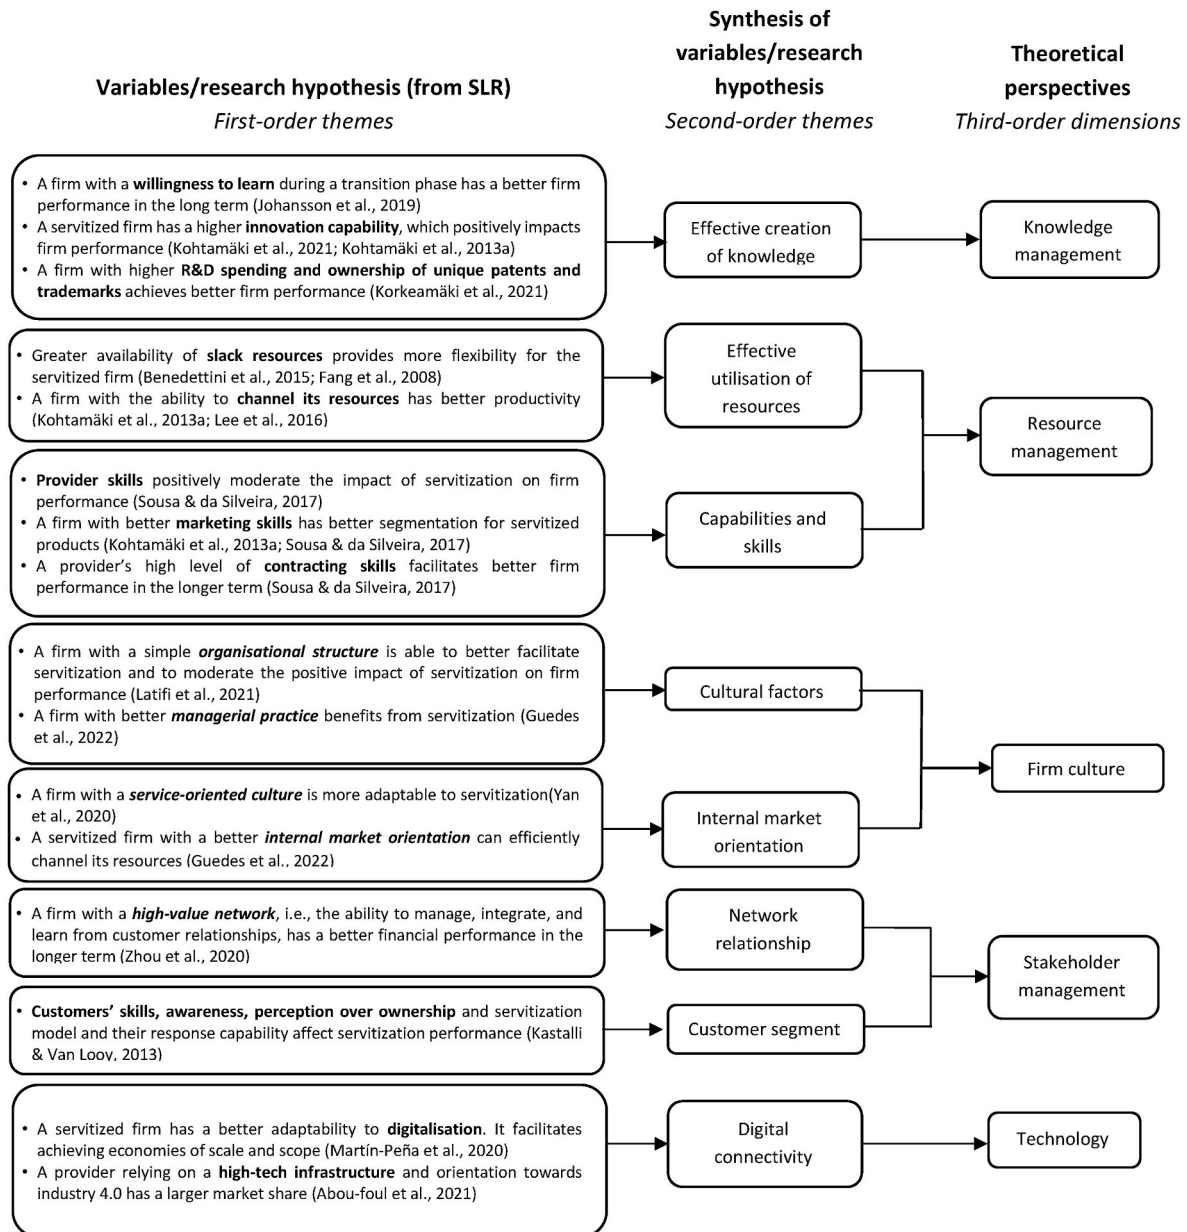 Variables/research hypothesis (from SLR)
First-order themes
Synthesis of
variables/research
hypothesis
Second-order themes
Theoretical
perspectives
Third-order dimensions
• A firm with a willingness to learn during a transition phase has a better firm
performance in the long term (Johansson et al., 2019)
• A servitized firm has a higher innovation capability, which positively impacts
firm performance (Kohtamäki et al., 2021; Kohtamäki et al., 2013a)
• A firm with higher R&D spending and ownership of unique patents and
trademarks achieves better firm performance (Korkeamäki et al., 2021)
Effective creation
of knowledge
Knowledge
management
• Greater availability of slack resources provides more flexibility for the
servitized firm (Benedettini et al., 2015; Fang et al., 2008)
• A firm with the ability to channel its resources has better productivity
(Kohtamäki et al., 2013a; Lee et al., 2016)
Effective
utilisation of
resources
Resource
management
• Provider skills positively moderate the impact of servitization on firm
performance (Sousa & da Silveira, 2017)
• A firm with better marketing skills has better segmentation for servitized
products (Kohtamäki et al., 2013a; Sousa & da Silveira, 2017)
• A provider's high level of contracting skills facilitates better firm
performance in the longer term (Sousa & da Silveira, 2017)
Capabilities and
skills
• A firm with a simple organisational structure is able to better facilitate
servitization and to moderate the positive impact of servitization on firm
performance (Latifi et al., 2021)
• A firm with better managerial practice benefits from servitization (Guedes
et al., 2022)
Cultural factors
Firm culture
• A firm with a service-oriented culture is more adaptable to servitization(Yan
et al., 2020)
• A servitized firm with a better internal market orientation can efficiently
channel its resources (Guedes et al., 2022)
Internal market
orientation
• A firm with a high-value network, i.e., the ability to manage, integrate, and
learn from customer relationships, has a better financial performance in the
longer term (Zhou et al., 2020)
Network
relationship
Stakeholder
management
• Customers' skills, awareness, perception over ownership and servitization
model and their response capability affect servitization performance (Kastalli
& Van Looy, 2013)
Customer segment
• A servitized firm has a better adaptability to digitalisation. It facilitates
achieving economies of scale and scope (Martín-Peña et al., 2020)
• A provider relying on a high-tech infrastructure and orientation towards
industry 4.0 has a larger market share (Abou-foul et al., 2021)
Digital
connectivity
Technology